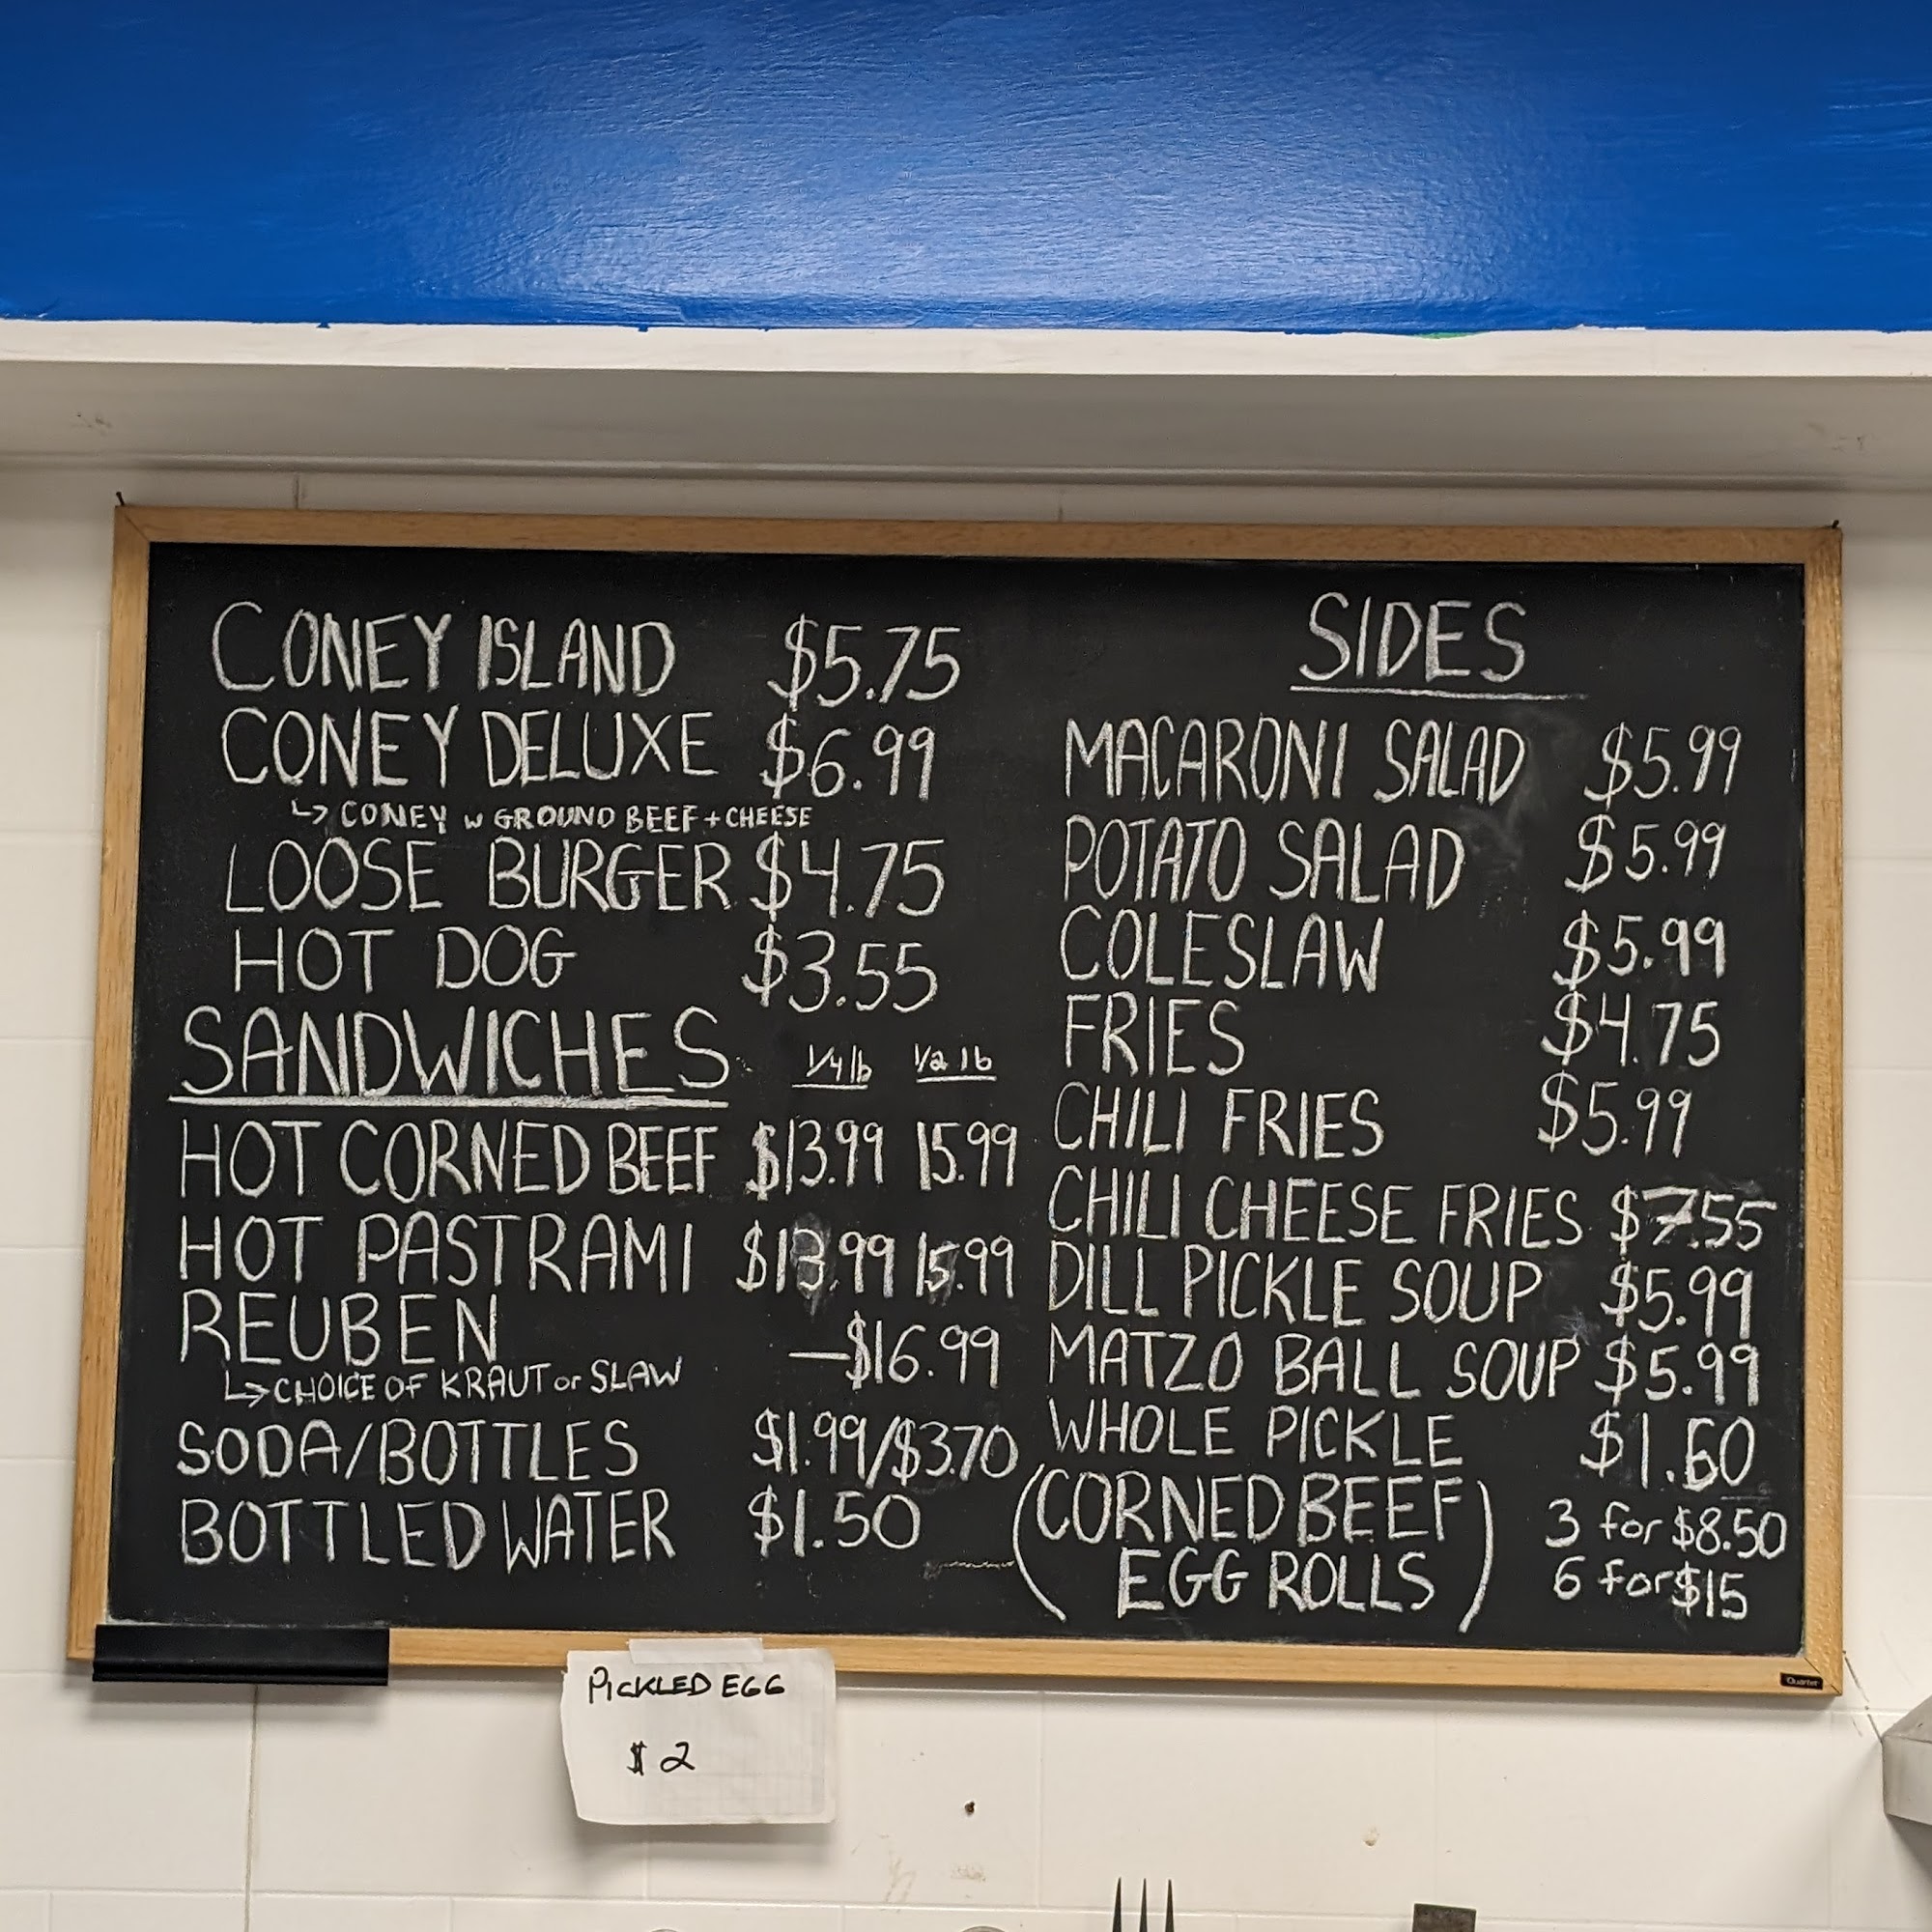 CONEY ISLAND $5.75
CONEY DELUXE $6.99
↳ CONEY w GROUND BEEF + CHEESE
LOOSE BURGER $4.75
HOT DOG $3.55
SANDWICHES 1/4 lb 1/2 lb
HOT CORNED BEEF $13.99 15.99
HOT PASTRAMI $13.99 15.99
REUBEN —$16.99
↳ CHOICE OF KRAUT or SLAW
SODA/BOTTLES $1.99/$3.70
BOTTLED WATER $1.50
SIDES
MACARONI SALAD $5.99
POTATO SALAD $5.99
COLESLAW $5.99
FRIES $4.75
CHILI FRIES $5.99
CHILI CHEESE FRIES $7.55
DILL PICKLE SOUP $5.99
MATZO BALL SOUP $5.99
WHOLE PICKLE $1.60
(CORNED BEEF 3 for $8.50
EGG ROLLS) 6 for $15
Quartet
PICKLED EGG
$2